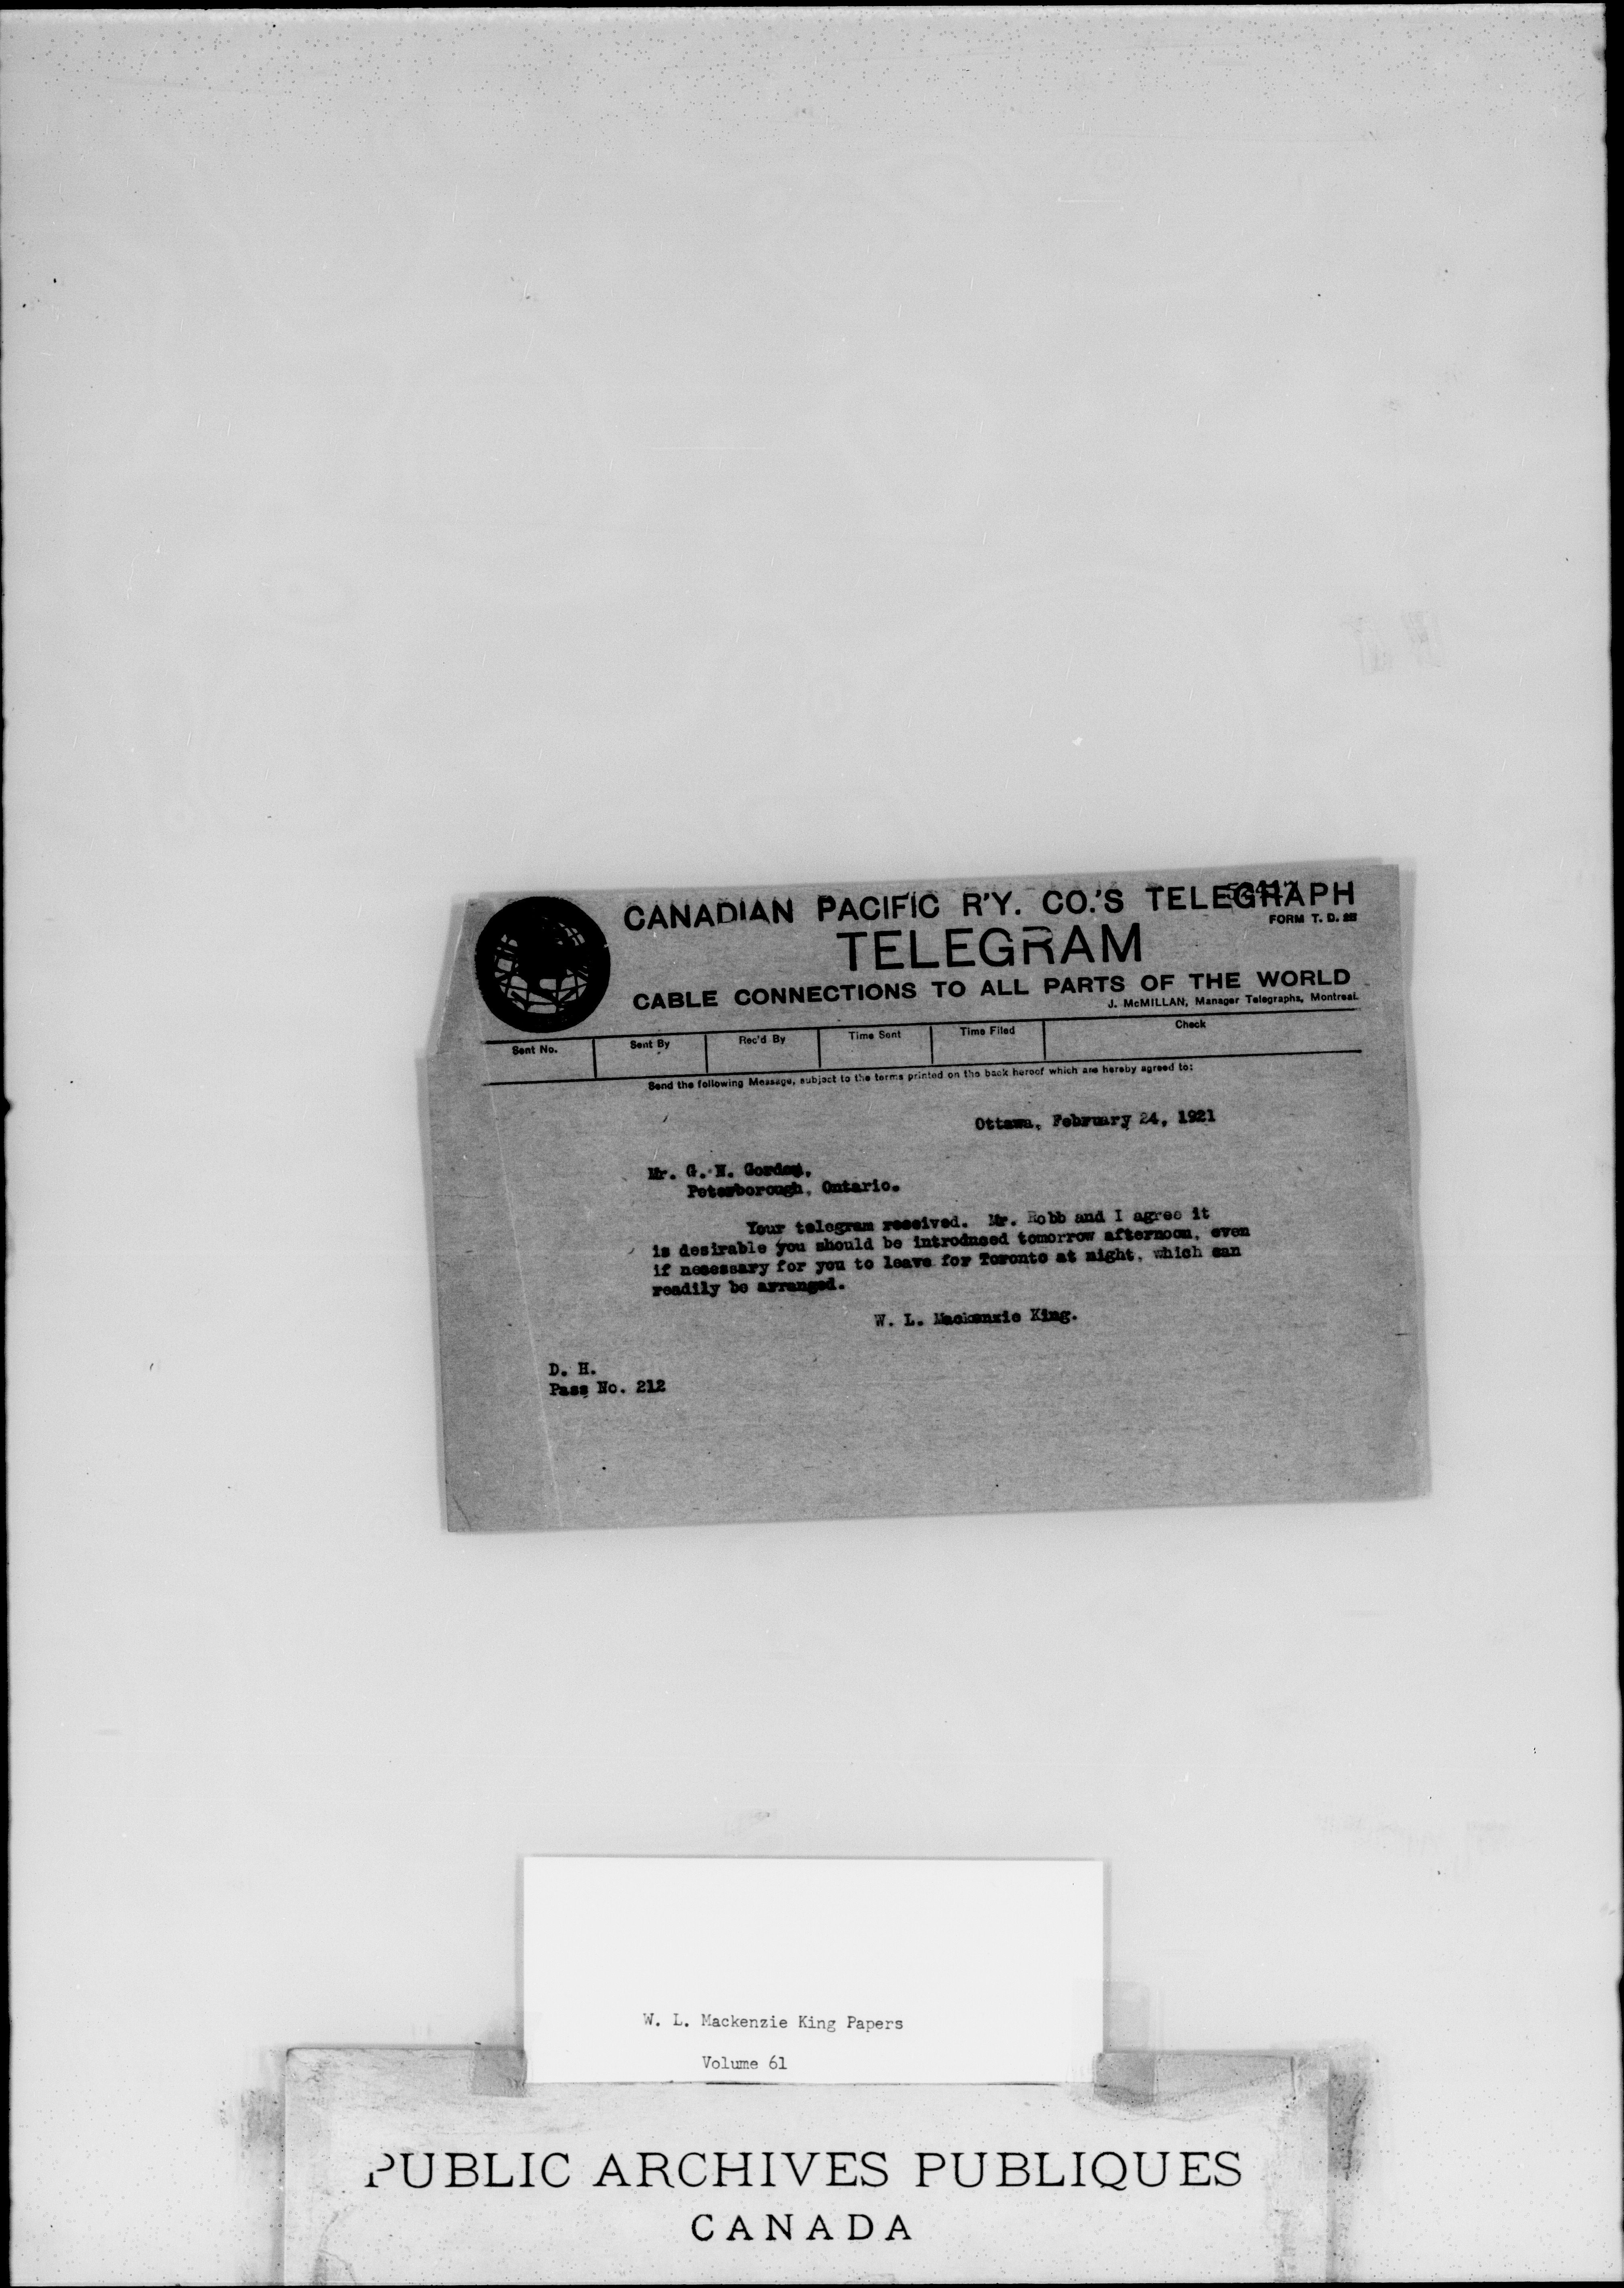 CANADIAN PACIFIC R'Y. CO.'S TELEGRAPH
FORM T. D.
TELEGRAM
CABLE CONNECTIONS TO ALL PARTS OF THE WORLD
J. McMILLAN, Manager Telegraphs, Montreal.
Sent No. Sent By Rec'd By Time Sent Time Filed Check
Send the following Message, subject to the terms printed on the back hereof which are hereby agreed to:
Ottawa, February 24, 1921
Mr. G. N. Gordon,
Peterborough, Ontario.
Your telegram received. Mr. Robb and I agree it
is desirable you should be introduced tomorrow afternoon, even
if necessary for you to leave for Toronto at night, which can
readily be arranged.
W. L. Mackenzie King.
D. H.
Pass No. 212
W. L. Mackenzie King Papers
Volume 61
PUBLIC ARCHIVES PUBLIQUES
CANADA